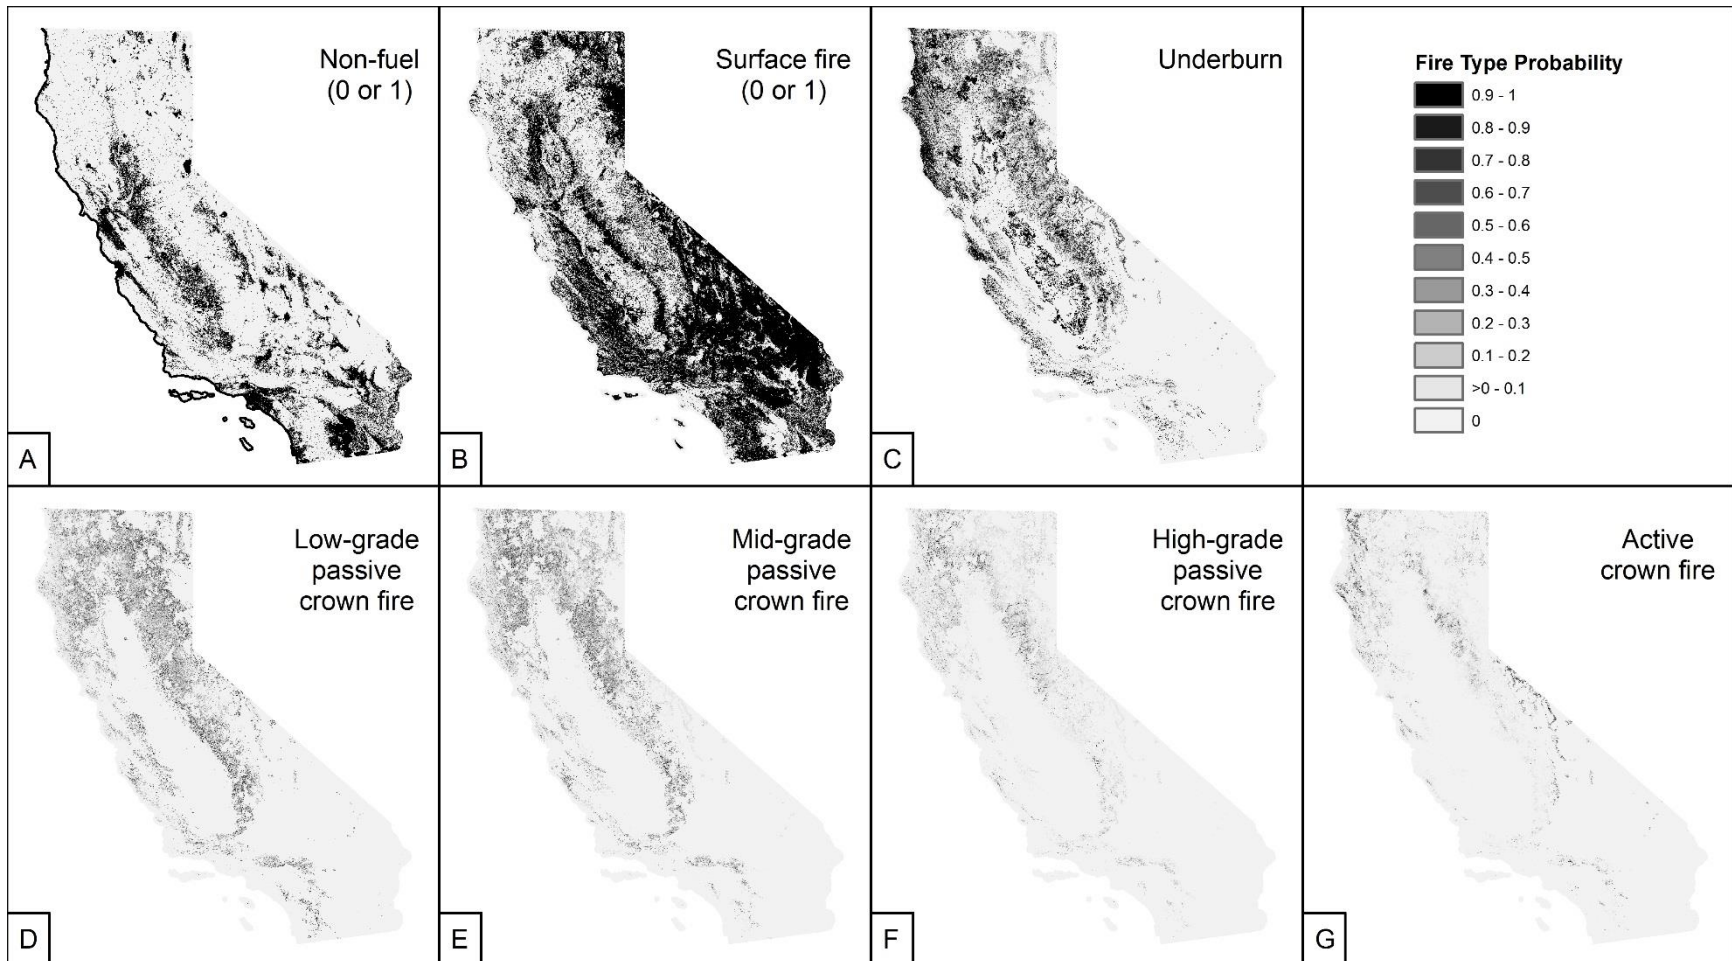 Non-fuel
(0 or 1)
A
Surface fire
(0 or 1)
B
Underburn
C
Fire Type Probability
0.9 - 1
0.8 - 0.9
0.7 - 0.8
0.6 - 0.7
0.5 - 0.6
0.4 - 0.5
0.3 - 0.4
0.2 - 0.3
0.1 - 0.2
>0 - 0.1
0
Low-grade
passive
crown fire
D
Mid-grade
passive
crown fire
E
High-grade
passive
crown fire
F
Active
crown fire
G